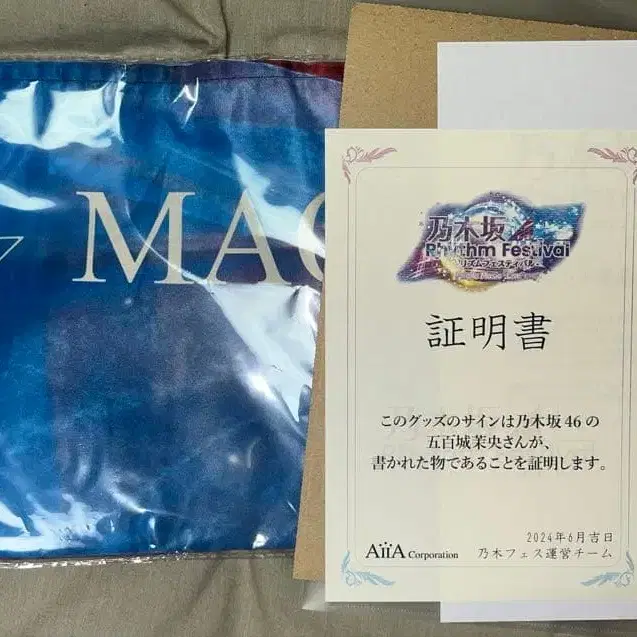 MAG
乃木坂
Rhythm Festival
リズムフェスティバル
証明書
このグッズのサインは乃木坂46の
五百城茉央さんが、
書かれた物であることを証明します。
2024年6月吉日
AiiA Corporation
乃木フェス運営チーム